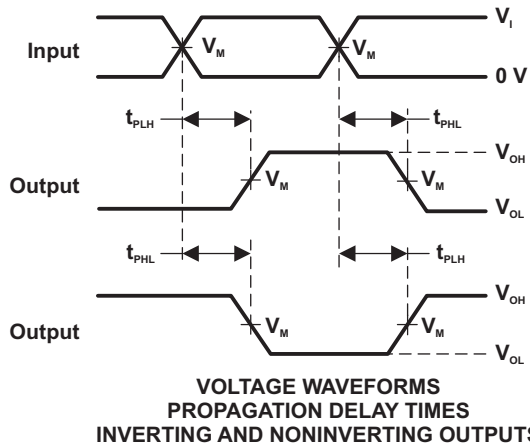 Input
V_M
V_M
V_I
0 V
t_PLH
t_PHL
Output
V_M
V_M
V_OH
V_OL
t_PHL
t_PLH
Output
V_M
V_M
V_OH
V_OL
VOLTAGE WAVEFORMS
PROPAGATION DELAY TIMES
INVERTING AND NONINVERTING OUTPUTS